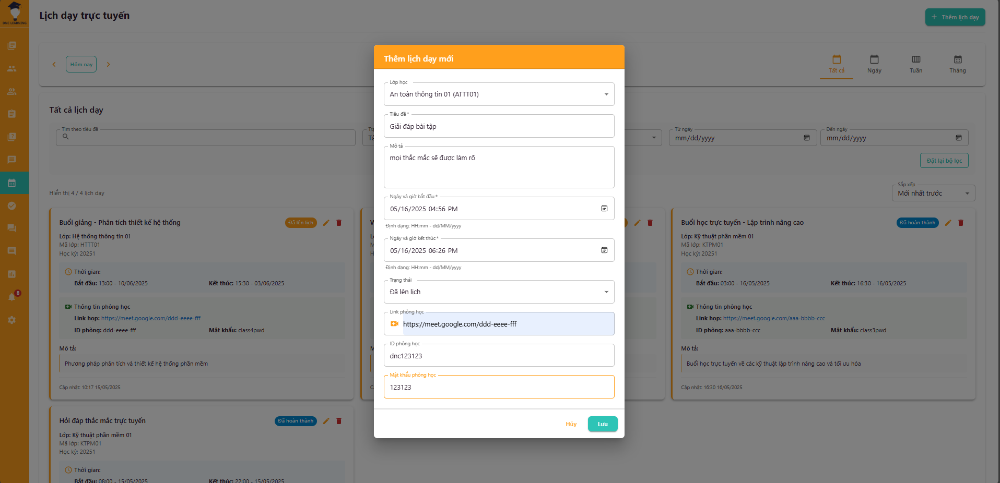 DNC LEARNING
Lịch dạy trực tuyến
+ Thêm lịch dạy
Hôm nay
Tất cả
Ngày
Tuần
Tháng
Tất cả lịch dạy
Tìm theo tiêu đề
Từ ngày
mm/dd/yyyy
Đến ngày
mm/dd/yyyy
Đặt lại bộ lọc
Hiển thị 4 / 4 lịch dạy
Sắp xếp
Mới nhất trước
Buổi giảng - Phân tích thiết kế hệ thống
Đã lên lịch
Lớp: Hệ thống thông tin 01
Mã lớp: HTTT01
Học kỳ: 20251
Thời gian:
Bắt đầu: 13:00 - 10/06/2025
Kết thúc: 15:30 - 03/06/2025
Thông tin phòng học
Link họp: https://meet.google.com/ddd-eeee-fff
ID phòng: ddd-eeee-fff
Mật khẩu: class4pwd
Mô tả:
Phương pháp phân tích và thiết kế hệ thống phần mềm
Cập nhật: 10:17 15/05/2025
Buổi học trực tuyến - Lập trình nâng cao
Đã hoàn thành
Lớp: Kỹ thuật phần mềm 01
Mã lớp: KTPM01
Học kỳ: 20251
Thời gian:
Bắt đầu: 03:00 - 16/05/2025
Kết thúc: 16:30 - 16/05/2025
Thông tin phòng học
Link họp: https://meet.google.com/aaa-bbbb-ccc
ID phòng: aaa-bbbb-ccc
Mật khẩu: class3pwd
Mô tả:
Buổi học trực tuyến về các kỹ thuật lập trình nâng cao và tối ưu hóa
Cập nhật: 16:30 16/05/2025
Hỏi đáp thắc mắc trực tuyến
Đã hoàn thành
Lớp: Kỹ thuật phần mềm 01
Mã lớp: KTPM01
Học kỳ: 20251
Thời gian:
Bắt đầu: 08:00 - 15/05/2025
Kết thúc: 22:00 - 15/05/2025
8
Thêm lịch dạy mới
Lớp học
An toàn thông tin 01 (ATTT01)
Tiêu đề *
Giải đáp bài tập
Mô tả
mọi thắc mắc sẽ được làm rõ
Ngày và giờ bắt đầu *
05/16/2025 04:56 PM
Định dạng: HH:mm - dd/MM/yyyy
Ngày và giờ kết thúc *
05/16/2025 06:26 PM
Định dạng: HH:mm - dd/MM/yyyy
Trạng thái
Đã lên lịch
Link phòng học
https://meet.google.com/ddd-eeee-fff
ID phòng học
dnc123123
Mật khẩu phòng học
123123
Hủy
Lưu